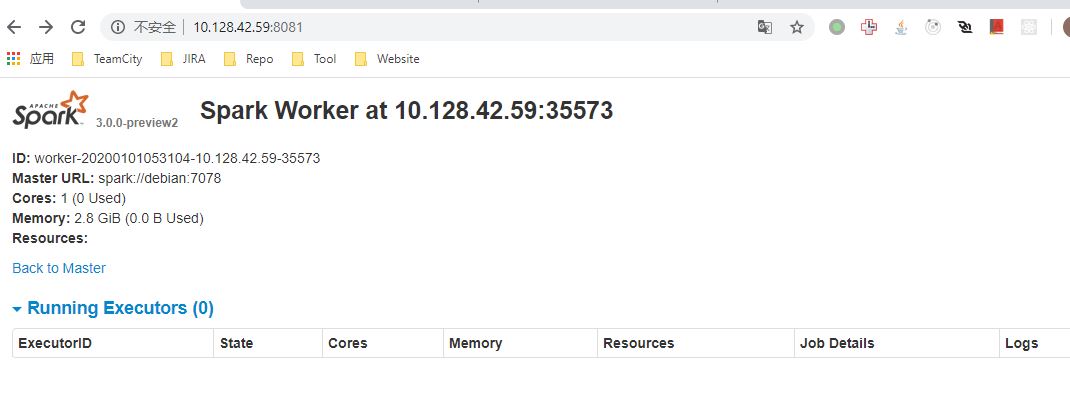 不安全 10.128.42.59:8081
应用 TeamCity JIRA Repo Tool Website
APACHE Spark 3.0.0-preview2 Spark Worker at 10.128.42.59:35573
ID: worker-20200101053104-10.128.42.59-35573
Master URL: spark://debian:7078
Cores: 1 (0 Used)
Memory: 2.8 GiB (0.0 B Used)
Resources:
Back to Master
Running Executors (0)
ExecutorID State Cores Memory Resources Job Details Logs